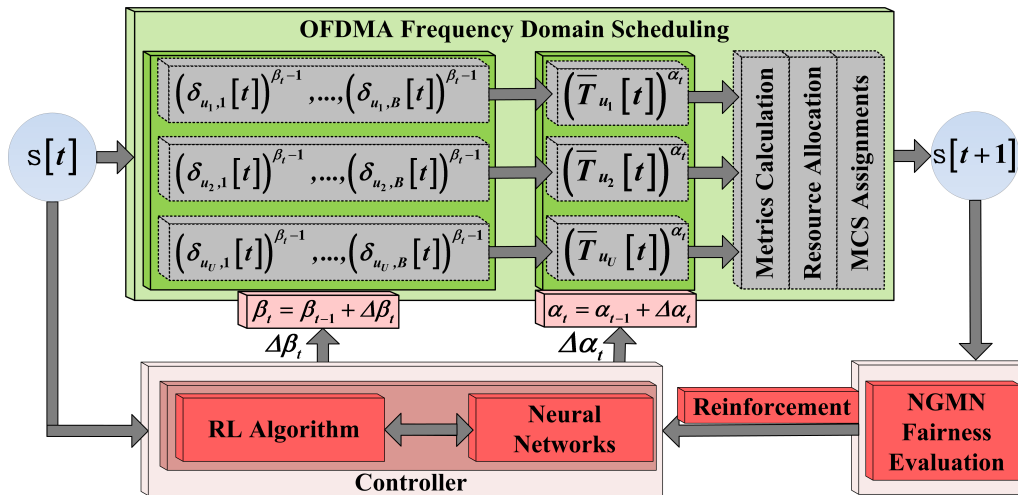 OFDMA Frequency Domain Scheduling
s[t]
(δ_{u_1,1}[t])^{β_t-1} ,..., (δ_{u_1,B}[t])^{β_t-1}
(T̅_{u_1}[t])^{α_t}
(δ_{u_2,1}[t])^{β_t-1} ,..., (δ_{u_2,B}[t])^{β_t-1}
(T̅_{u_2}[t])^{α_t}
(δ_{u_U,1}[t])^{β_t-1} ,..., (δ_{u_U,B}[t])^{β_t-1}
(T̅_{u_U}[t])^{α_t}
Metrics Calculation
Resource Allocation
MCS Assignments
s[t+1]
β_t = β_{t-1} + Δβ_t
α_t = α_{t-1} + Δα_t
Δβ_t
Δα_t
RL Algorithm
Neural
Networks
Controller
Reinforcement
NGMN
Fairness
Evaluation